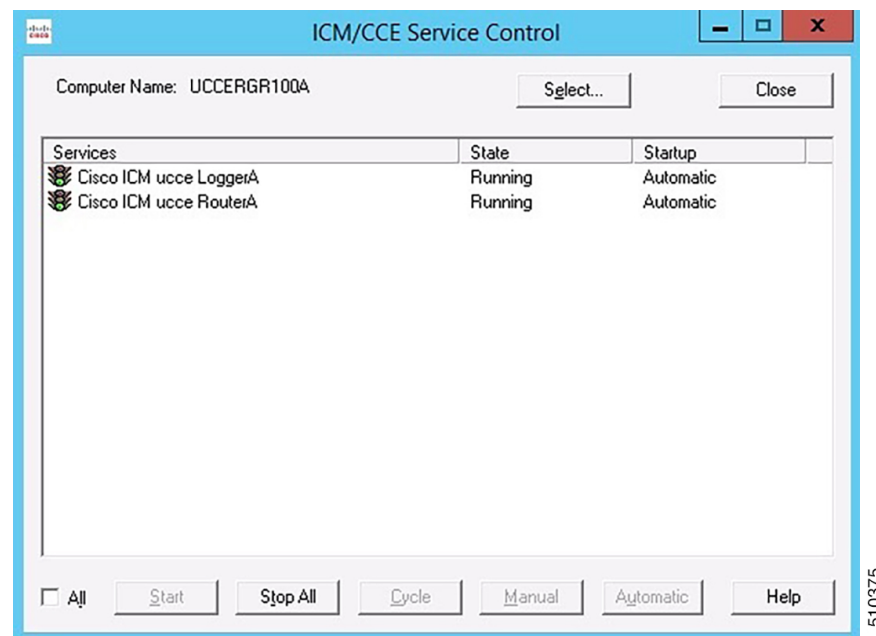 CISCO
ICM/CCE Service Control
Computer Name: UCCERGR100A
Select...
Close
Services State Startup
Cisco ICM ucce LoggerA Running Automatic
Cisco ICM ucce RouterA Running Automatic
All
Start
Stop All
Cycle
Manual
Automatic
Help
510375